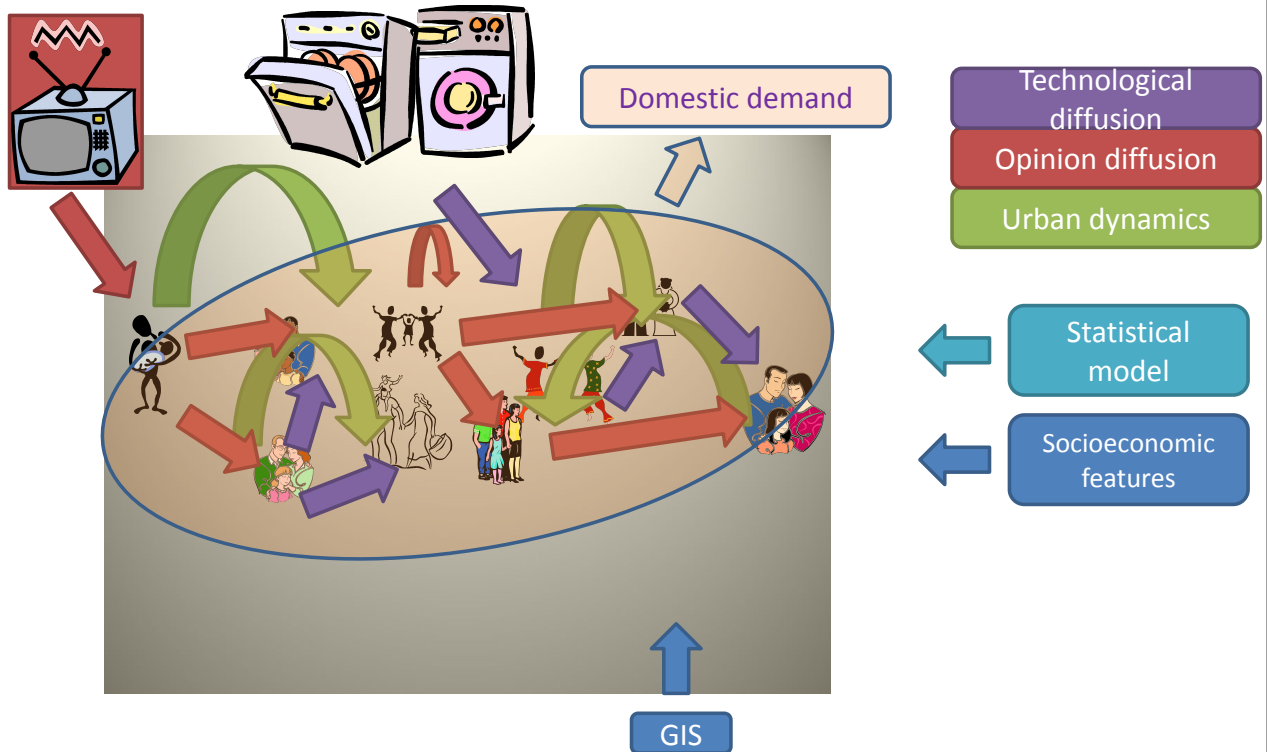 Domestic demand
Technological
diffusion
Opinion diffusion
Urban dynamics
Statistical
model
Socioeconomic
features
GIS